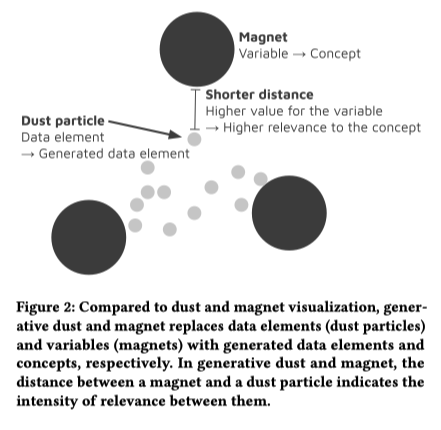 Magnet
Variable → Concept
Shorter distance
Higher value for the variable
→ Higher relevance to the concept
Dust particle
Data element
→ Generated data element
Figure 2: Compared to dust and magnet visualization, gener-
ative dust and magnet replaces data elements (dust particles)
and variables (magnets) with generated data elements and
concepts, respectively. In generative dust and magnet, the
distance between a magnet and a dust particle indicates the
intensity of relevance between them.